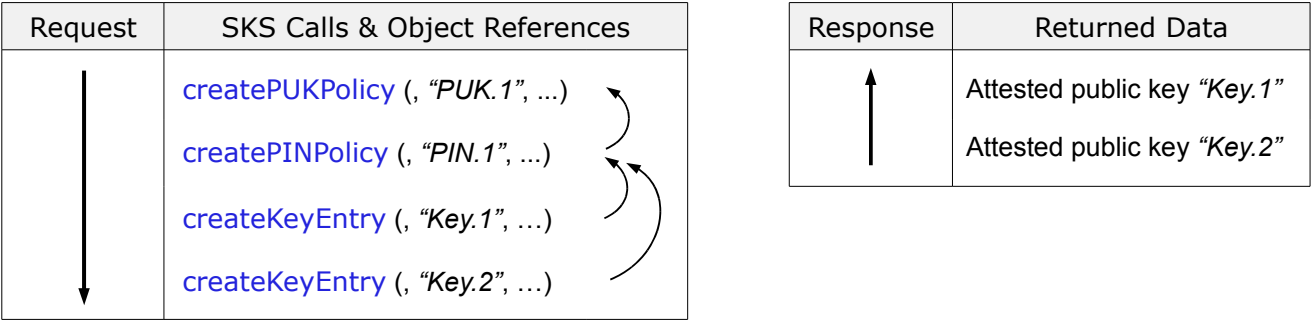 Request SKS Calls & Object References
createPUKPolicy (, “PUK.1”, ...)
createPINPolicy (, “PIN.1”, ...)
createKeyEntry (, “Key.1”, …)
createKeyEntry (, “Key.2”, …)
Response Returned Data
Attested public key “Key.1”
Attested public key “Key.2”